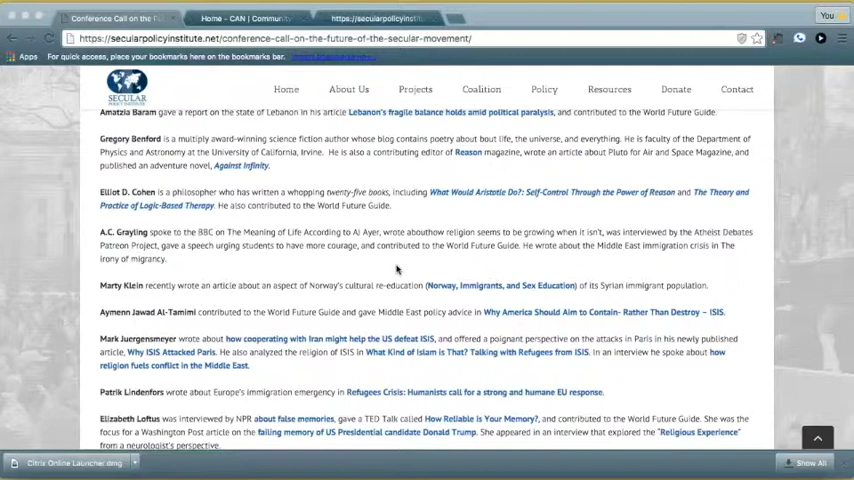 Conference Call on the Fu
Home – CAN | Communit
https://secularpolicyinstitu
You
https://secularpolicyinstitute.net/conference-call-on-the-future-of-the-secular-movement/
Apps For quick access, place your bookmarks here on the bookmarks bar.
SECULAR
POLICY INSTITUTE
Home About Us Projects Coalition Policy Resources Donate Contact
Amatzia Baram gave a report on the state of Lebanon in his article Lebanon's fragile balance holds amid political paralysis, and contributed to the World Future Guide.
Gregory Benford is a multiply award-winning science fiction author whose blog contains poetry about bout life, the universe, and everything. He is faculty of the Department of
Physics and Astronomy at the University of California, Irvine. He is also a contributing editor of Reason magazine, wrote an article about Pluto for Air and Space Magazine, and
published an adventure novel, Against Infinity.
Elliot D. Cohen is a philosopher who has written a whopping twenty-five books, including What Would Aristotle Do?: Self-Control Through the Power of Reason and The Theory and
Practice of Logic-Based Therapy. He also contributed to the World Future Guide.
A.C. Grayling spoke to the BBC on The Meaning of Life According to AJ Ayer, wrote abouthow religion seems to be growing when it isn't, was interviewed by the Atheist Debates
Patreon Project, gave a speech urging students to have more courage, and contributed to the World Future Guide. He wrote about the Middle East immigration crisis in The
irony of migrancy.
Marty Klein recently wrote an article about an aspect of Norway's cultural re-education (Norway, Immigrants, and Sex Education) of its Syrian immigrant population.
Aymenn Jawad Al-Tamimi contributed to the World Future Guide and gave Middle East policy advice in Why America Should Aim to Contain– Rather Than Destroy – ISIS.
Mark Juergensmeyer wrote about how cooperating with Iran might help the US defeat ISIS, and offered a poignant perspective on the attacks in Paris in his newly published
article, Why ISIS Attacked Paris. He also analyzed the religion of ISIS in What Kind of Islam is That? Talking with Refugees from ISIS. In an interview he spoke about how
religion fuels conflict in the Middle East.
Patrik Lindenfors wrote about Europe's immigration emergency in Refugees Crisis: Humanists call for a strong and humane EU response.
Elizabeth Loftus was interviewed by NPR about false memories, gave a TED Talk called How Reliable is Your Memory?, and contributed to the World Future Guide. She was the
focus for a Washington Post article on the failing memory of US Presidential candidate Donald Trump. She appeared in an interview that explored the "Religious Experience"
from a neurologist's perspective.
Citrix Online Launcher.dmg
Show All